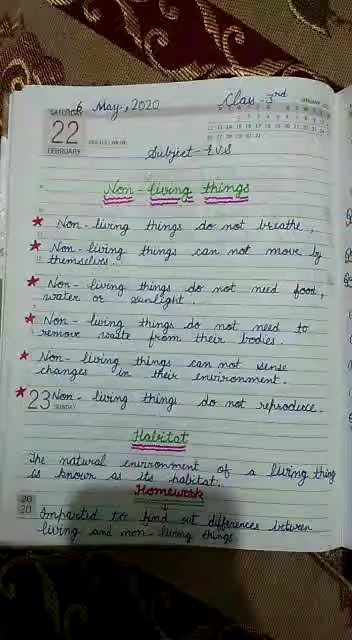 6 May, 2020 Class - 3rd
SATURDAY
22
FEBRUARY
Subject - E.V.S
Non - living things
★ Non - living things do not breathe,
★ Non - living things can not move by
themselves.
★ Non - living things do not need food,
water or sunlight.
★ Non - living things do not need to
remove waste from their bodies.
★ Non - living things can not sense
changes in their environment.
★ Non - living things do not reproduce.
23
SUNDAY
Habitat
The natural environment of a living thing
is known as its habitat.
Homework
20
20
Imparted to find out differences between
living and non - living things.